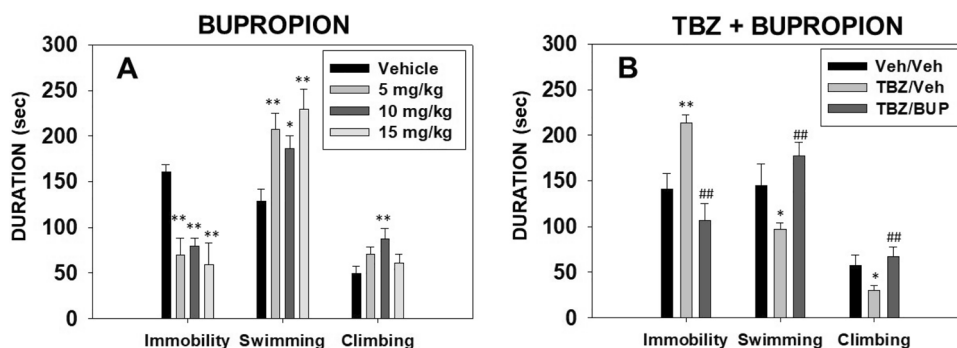 BUPROPION
A
DURATION (sec)
300
250
200
150
100
50
0
Vehicle
5 mg/kg
10 mg/kg
15 mg/kg
**
**
**
**
*
**
**
Immobility Swimming Climbing
TBZ + BUPROPION
B
DURATION (sec)
300
250
200
150
100
50
0
Veh/Veh
TBZ/Veh
TBZ/BUP
**
##
*
##
*
##
Immobility Swimming Climbing